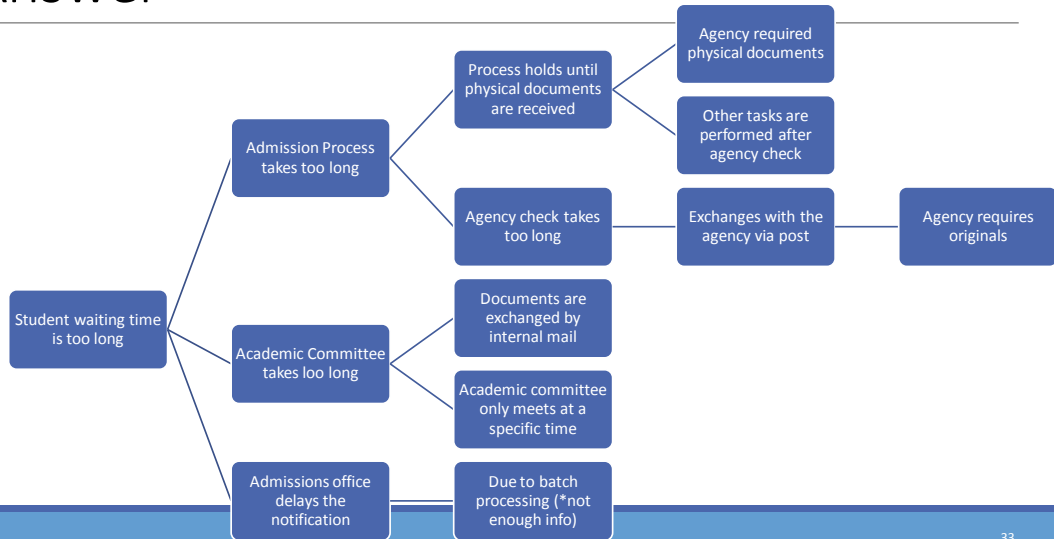 Answer
Agency required
physical documents
Process holds until
physical documents
are received
Other tasks are
performed after
agency check
Admission Process
takes too long
Agency check takes
too long
Exchanges with the
agency via post
Agency requires
originals
Student waiting time
is too long
Documents are
exchanged by
internal mail
Academic Committee
takes loo long
Academic committee
only meets at a
specific time
Admissions office
delays the
notification
Due to batch
processing (*not
enough info)
33